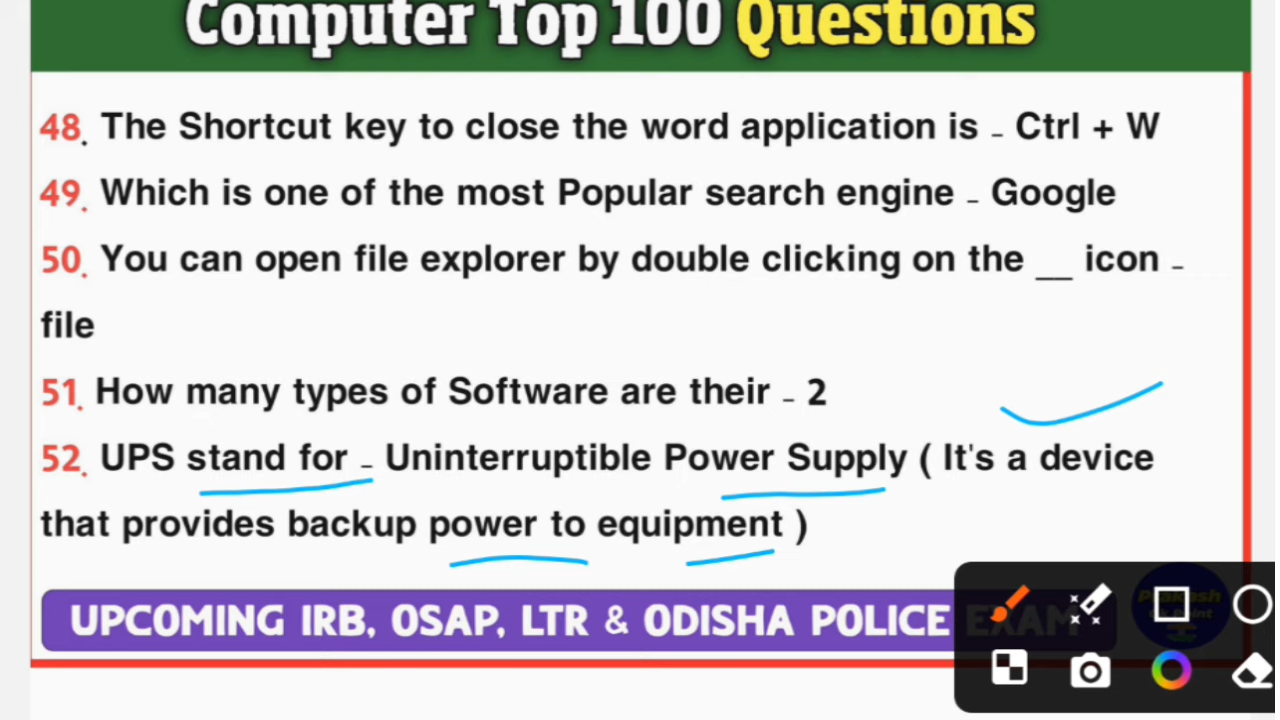 Computer Top 100 Questions
48. The Shortcut key to close the word application is - Ctrl + W
49. Which is one of the most Popular search engine - Google
50. You can open file explorer by double clicking on the __ icon -
file
51. How many types of Software are their - 2
52. UPS stand for - Uninterruptible Power Supply ( It's a device
that provides backup power to equipment )
UPCOMING IRB, OSAP, LTR & ODISHA POLICE EXAM